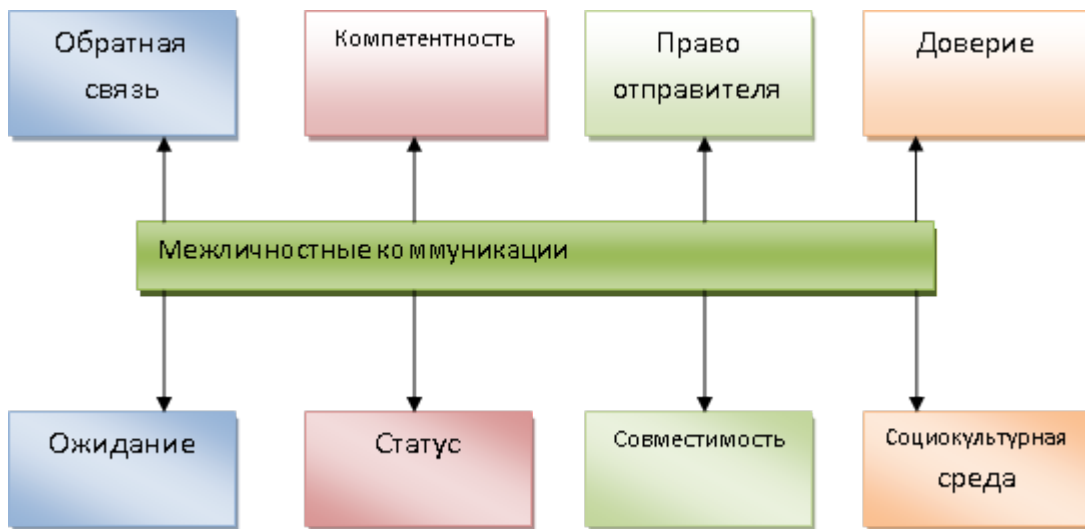 Обратная
связь
Компетентность
Право
отправителя
Доверие
Межличностные коммуникации
Ожидание
Статус
Совместимость
Социокультурная
среда